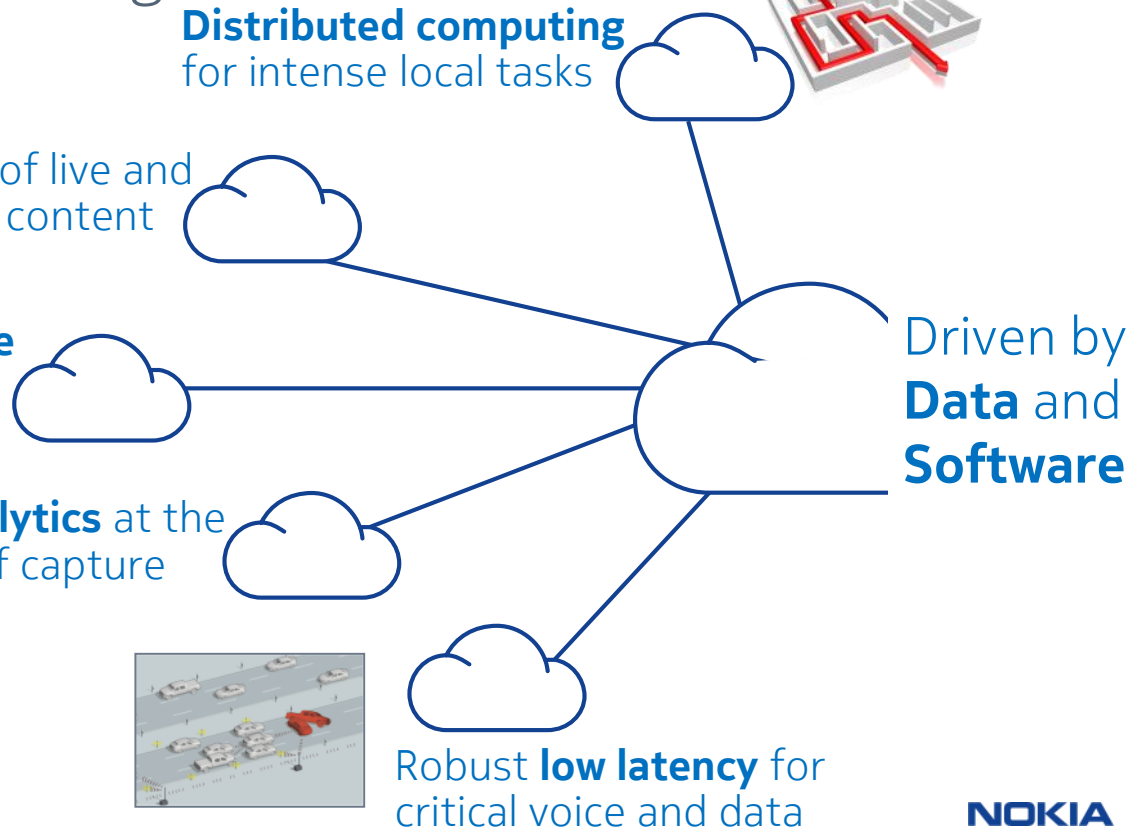 Distributed computing
for intense local tasks
of live and
content
Driven by
Data and
Software
at the
capture
Robust low latency for
critical voice and data
NOKIA